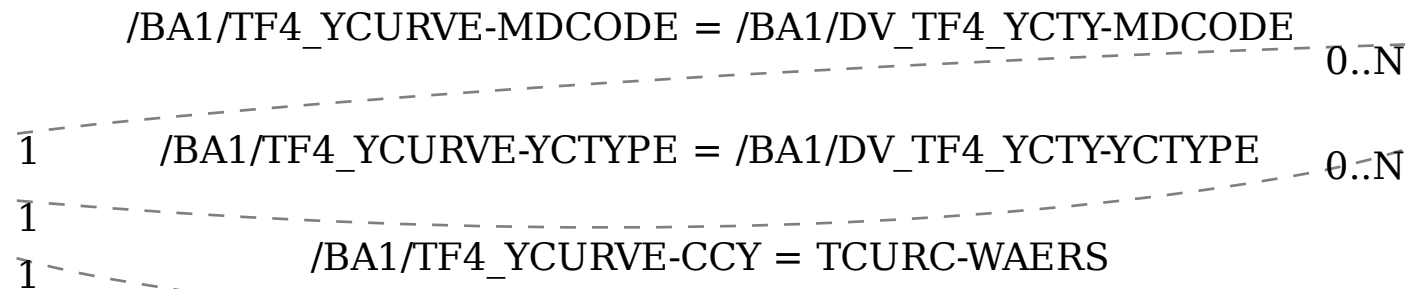 /BA1/TF4_YCURVE-MDCODE = /BA1/DV_TF4_YCTY-MDCODE
0..N
1
/BA1/TF4_YCURVE-YCTYPE = /BA1/DV_TF4_YCTY-YCTYPE
0..N
1
/BA1/TF4_YCURVE-CCY = TCURC-WAERS
1